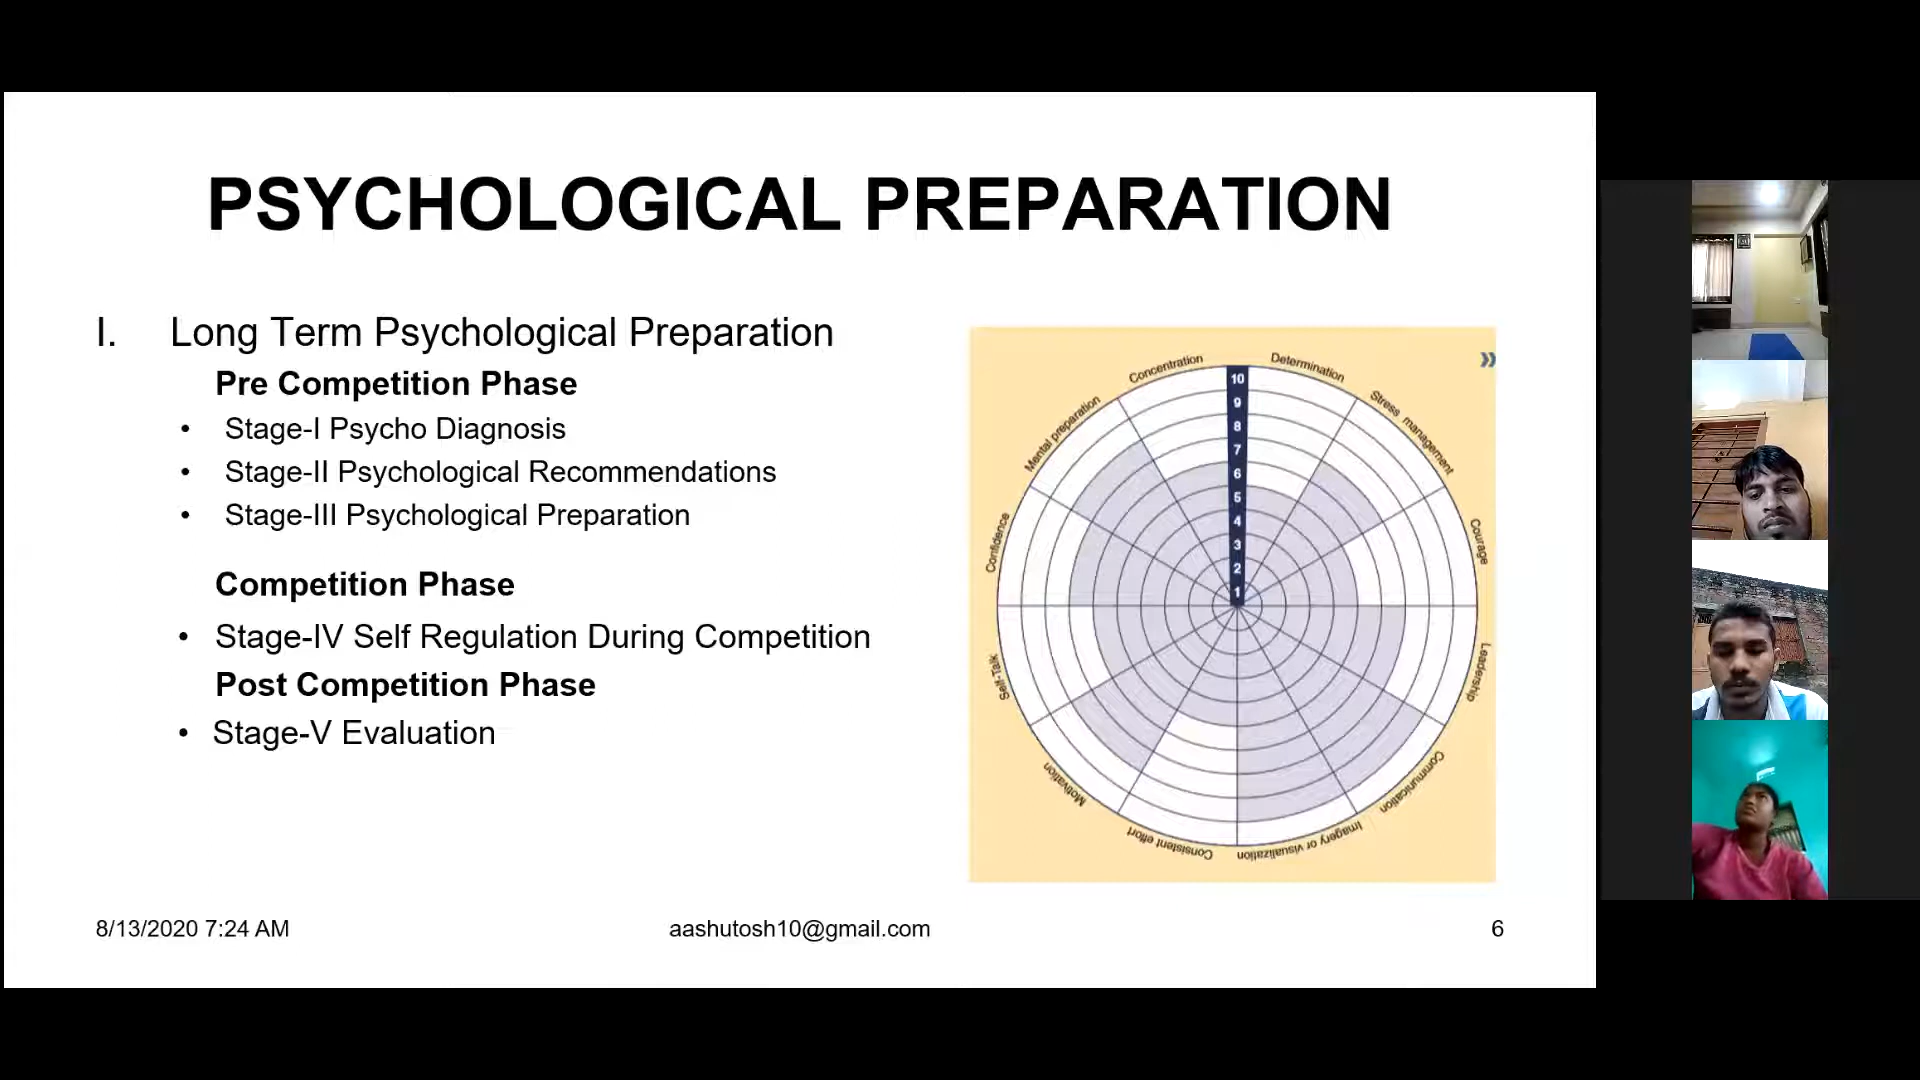 PSYCHOLOGICAL PREPARATION
I. Long Term Psychological Preparation
Pre Competition Phase
• Stage-I Psycho Diagnosis
• Stage-II Psychological Recommendations
• Stage-III Psychological Preparation
Competition Phase
• Stage-IV Self Regulation During Competition
Post Competition Phase
• Stage-V Evaluation
»
Concentration
Determination
Mental preparation
Stress management
Confidence
Courage
Self-Talk
Leadership
Motivation
Communication
Consistent effort
Imagery or visualization
10
9
8
7
6
5
4
3
2
1
8/13/2020 7:24 AM
aashutosh10@gmail.com
6